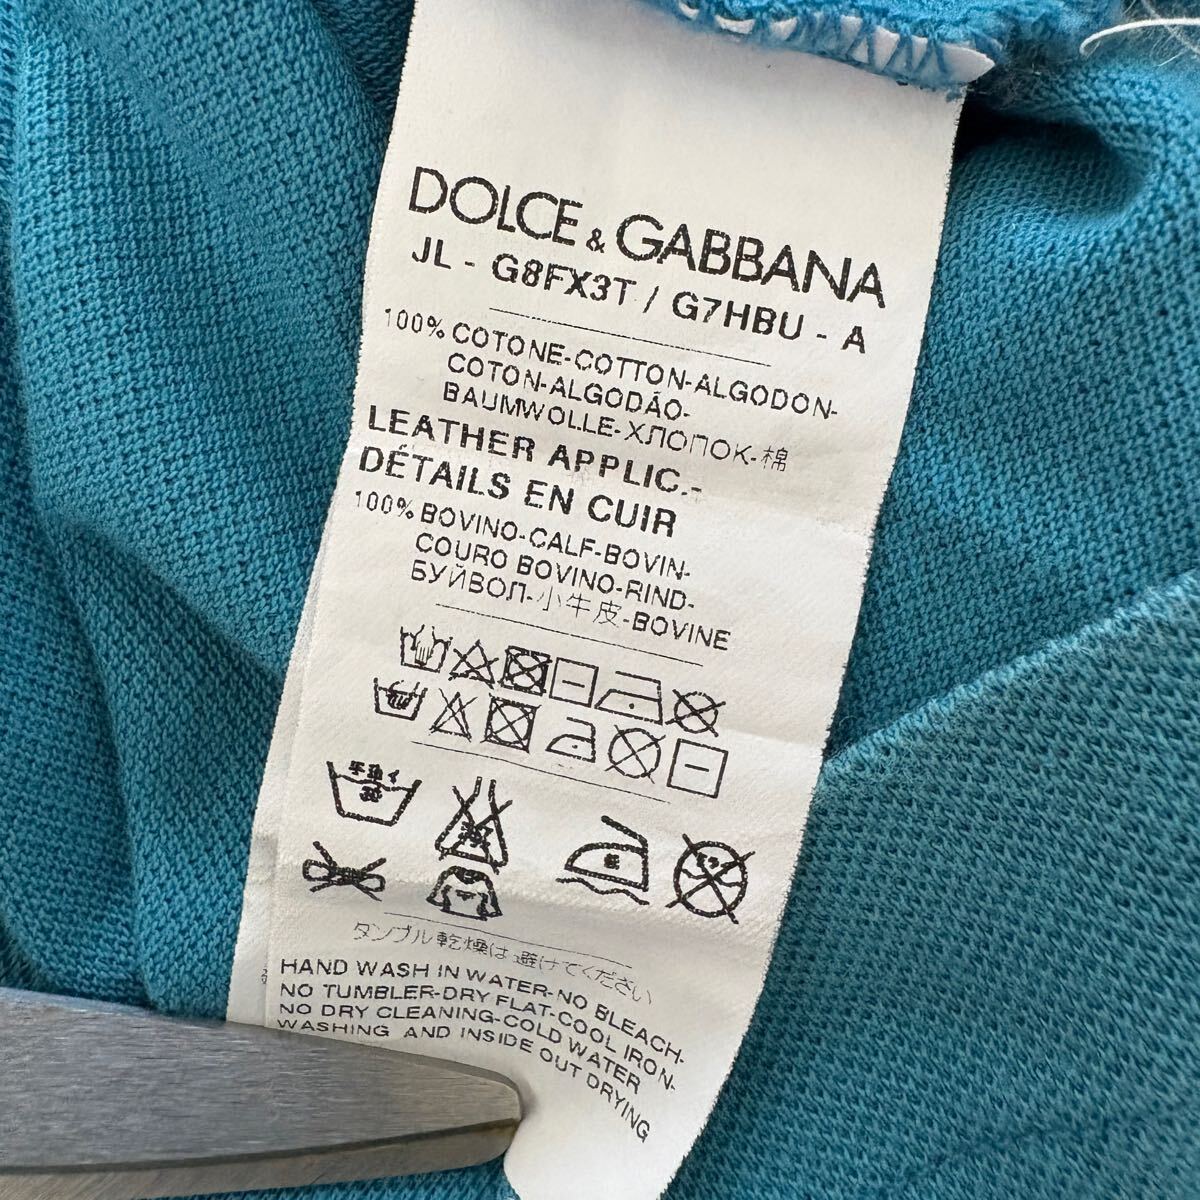 DOLCE & GABBANA
JL - G8FX3T / G7HBU - A
100% COTONE-COTTON-ALGODON-
COTON-ALGODÃO-
BAUMWOLLE-ХЛОПОК-棉
LEATHER APPLIC.-
DÉTAILS EN CUIR
100% BOVINO-CALF-BOVIN-
COURO BOVINO-RIND-
БУЙВОЛ-小牛皮-BOVINE
手洗イ
30
タンブル乾燥は避けてください
HAND WASH IN WATER-NO BLEACH-
NO TUMBLER-DRY FLAT-COOL IRON-
NO DRY CLEANING-COLD WATER
WASHING AND INSIDE OUT DRYING